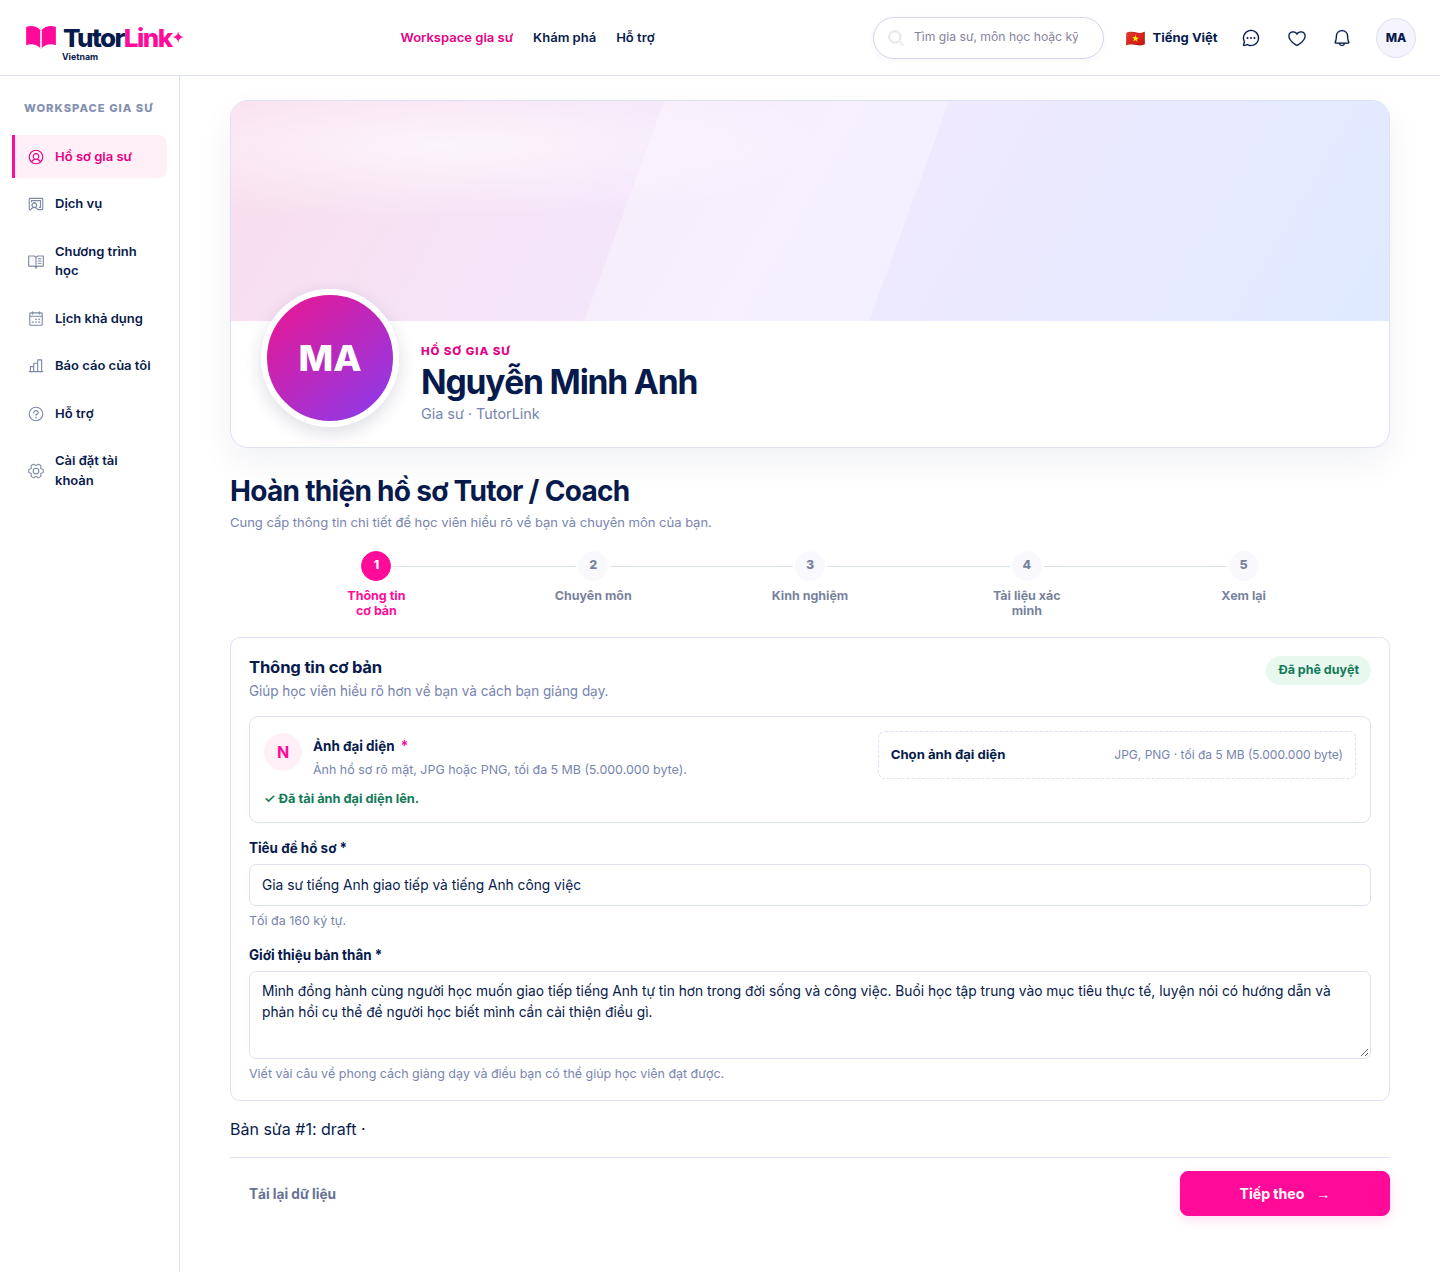 TutorLink
Vietnam
Workspace gia sư
Khám phá
Hỗ trợ
Tìm gia sư, môn học hoặc kỹ
Tiếng Việt
MA
WORKSPACE GIA SƯ
Hồ sơ gia sư
Dịch vụ
Chương trình
học
Lịch khả dụng
Báo cáo của tôi
Hỗ trợ
Cài đặt tài
khoản
MA
HỒ SƠ GIA SƯ
Nguyễn Minh Anh
Gia sư · TutorLink
Hoàn thiện hồ sơ Tutor / Coach
Cung cấp thông tin chi tiết để học viên hiểu rõ về bạn và chuyên môn của bạn.
1
2
3
4
5
Thông tin
cơ bản
Chuyên môn
Kinh nghiệm
Tài liệu xác
minh
Xem lại
Thông tin cơ bản
Đã phê duyệt
Giúp học viên hiểu rõ hơn về bạn và cách bạn giảng dạy.
N
Ảnh đại diện *
Ảnh hồ sơ rõ mặt, JPG hoặc PNG, tối đa 5 MB (5.000.000 byte).
Chọn ảnh đại diện
JPG, PNG · tối đa 5 MB (5.000.000 byte)
✓ Đã tải ảnh đại diện lên.
Tiêu đề hồ sơ *
Gia sư tiếng Anh giao tiếp và tiếng Anh công việc
Tối đa 160 ký tự.
Giới thiệu bản thân *
Mình đồng hành cùng người học muốn giao tiếp tiếng Anh tự tin hơn trong đời sống và công việc. Buổi học tập trung vào mục tiêu thực tế, luyện nói có hướng dẫn và
phản hồi cụ thể để người học biết mình cần cải thiện điều gì.
Viết vài câu về phong cách giảng dạy và điều bạn có thể giúp học viên đạt được.
Bản sửa #1: draft ·
Tải lại dữ liệu
Tiếp theo →